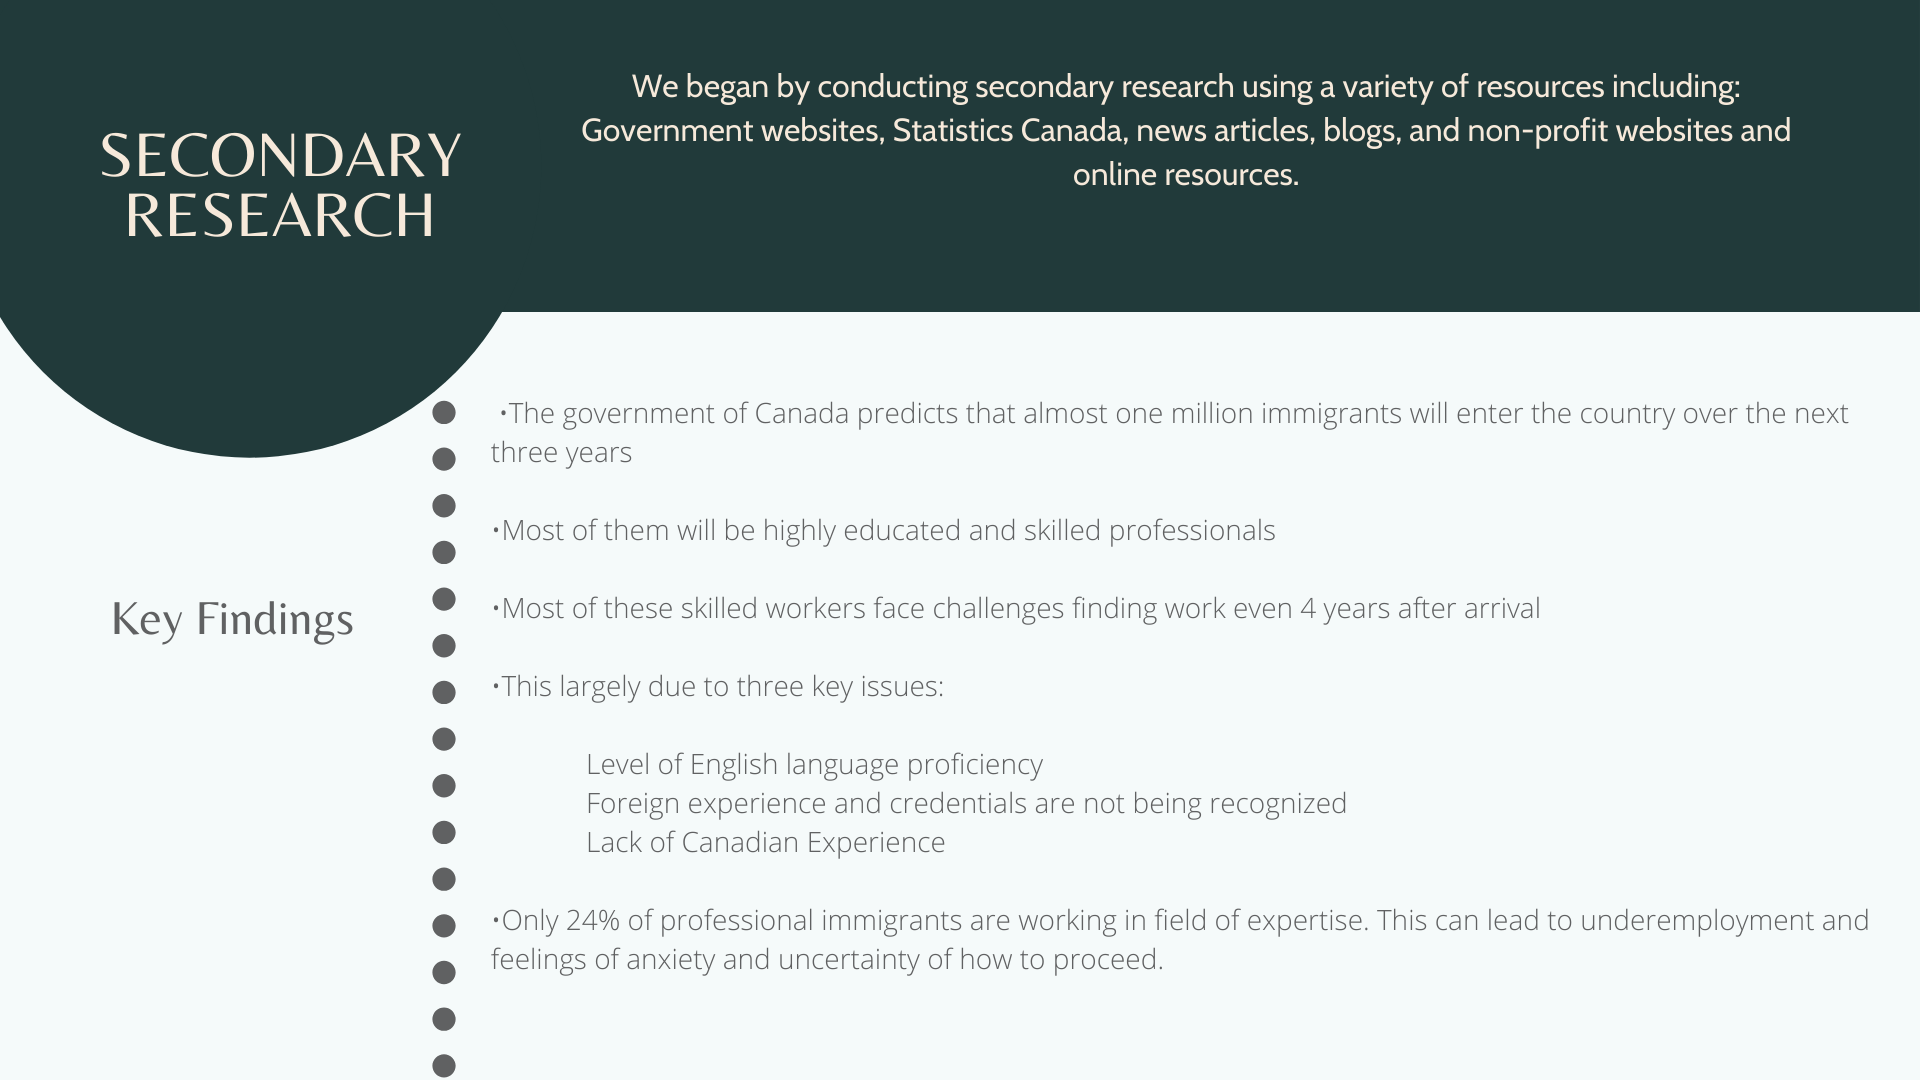 SECONDARY
RESEARCH
We began by conducting secondary research using a variety of resources including:
Government websites, Statistics Canada, news articles, blogs, and non-profit websites and
online resources.
Key Findings
•The government of Canada predicts that almost one million immigrants will enter the country over the next
three years
•Most of them will be highly educated and skilled professionals
•Most of these skilled workers face challenges finding work even 4 years after arrival
•This largely due to three key issues:
Level of English language proficiency
Foreign experience and credentials are not being recognized
Lack of Canadian Experience
•Only 24% of professional immigrants are working in field of expertise. This can lead to underemployment and
feelings of anxiety and uncertainty of how to proceed.